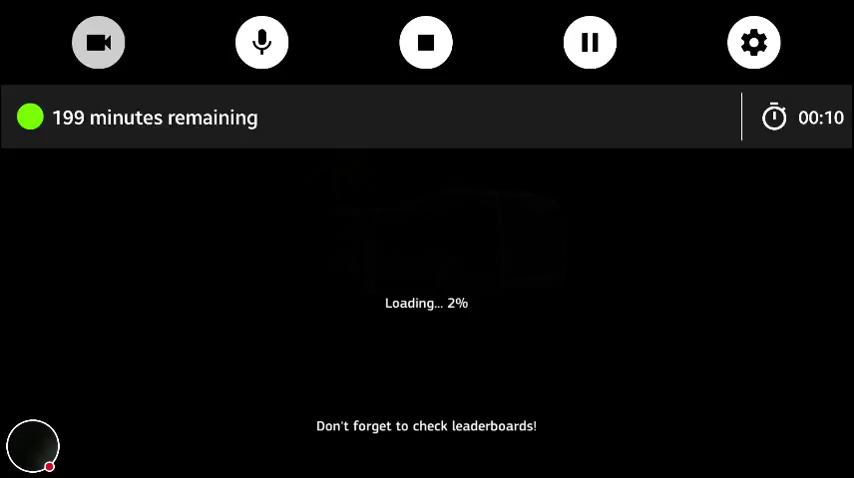 199 minutes remaining
00:10
Loading... 2%
Don't forget to check leaderboards!